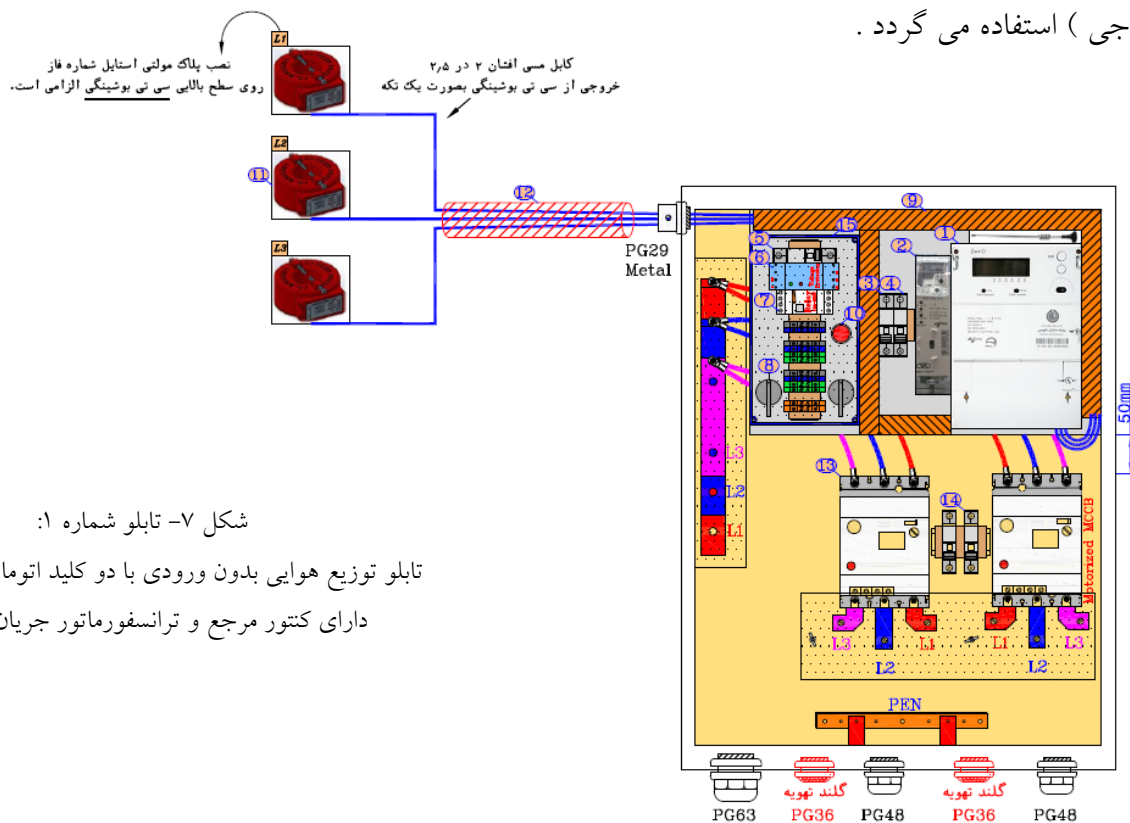 جی ) استفاده می گردد .
L1
نصب پلاک مولتی استایل شماره فاز
روی سطح بالایی سی تی بوشینگی الزامی است.
کابل مسی افشان ۲ در ۲٫۵
خروجی از سی تی بوشینگی بصورت یک تکه
L2
11
12
L3
PG29
Metal
9
15
1
5
2
6
3
4
7
10
8
50mm
L3
13
L2
14
L1
Motorized MCCB
L3
L1
L1
L3
L2
L2
PEN
شکل ۷- تابلو شماره ۱:
تابلو توزیع هوایی بدون ورودی با دو کلید
دارای کنتور مرجع و ترانسفورماتور
گلند تهویه
گلند تهویه
PG63
PG36
PG48
PG36
PG48